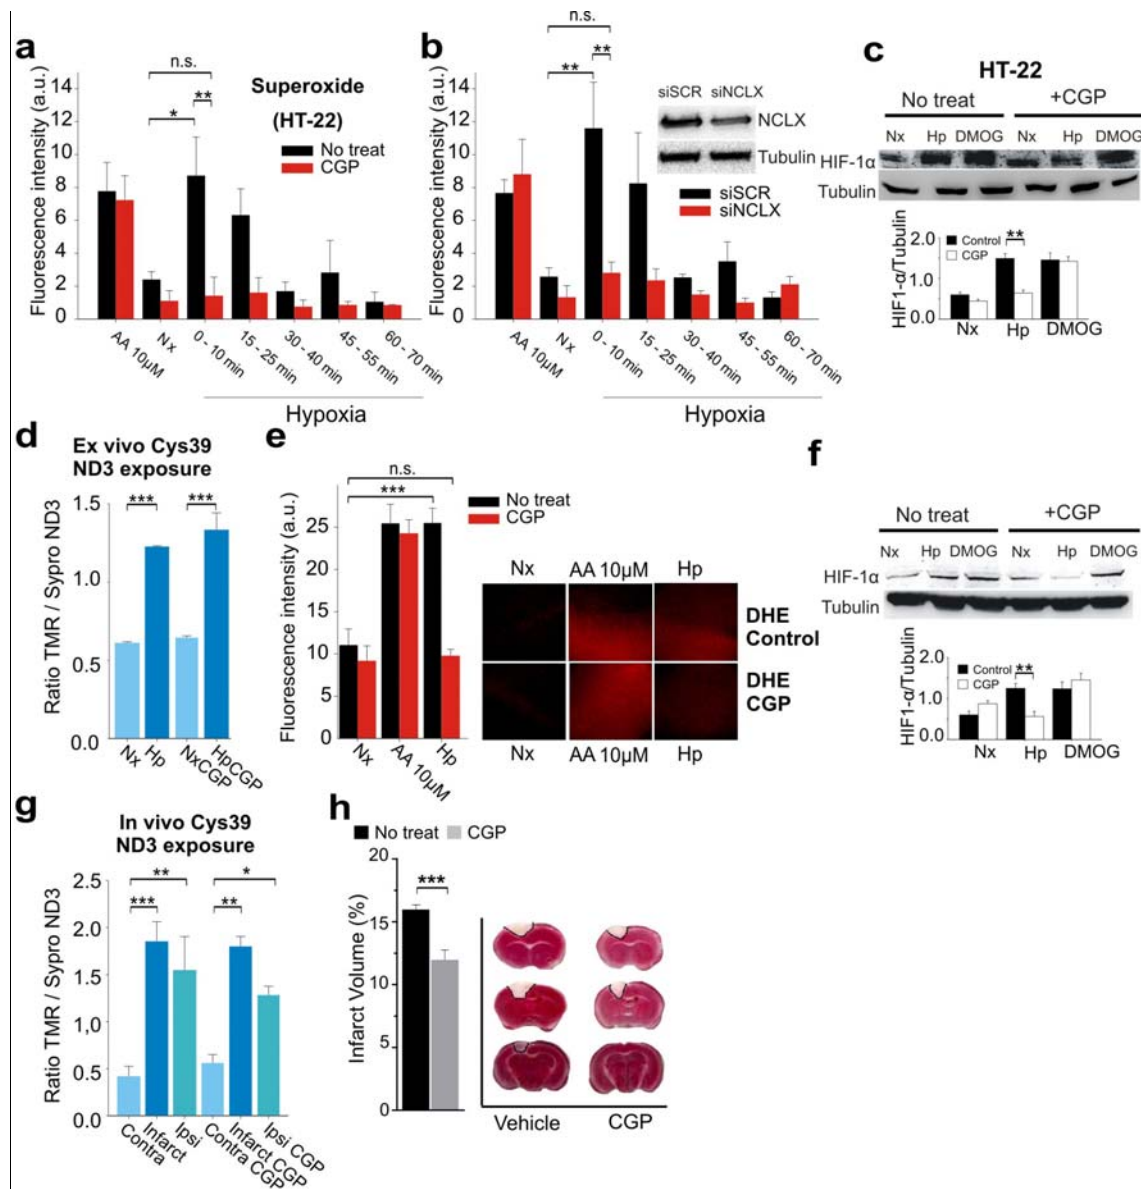 a
n.s.
**
*
Superoxide
(HT-22)
No treat
CGP
Fluorescence intensity (a.u.)
14
12
10
8
6
4
2
0
AA 10µM
Nx
0 - 10 min
15 - 25 min
30 - 40 min
45 - 55 min
60 - 70 min
Hypoxia
b
n.s.
**
**
siSCR siNCLX
NCLX
Tubulin
siSCR
siNCLX
Fluorescence intensity (a.u.)
14
12
10
8
6
4
2
0
AA 10µM
Nx
0 - 10 min
15 - 25 min
30 - 40 min
45 - 55 min
60 - 70 min
Hypoxia
c
HT-22
No treat +CGP
Nx Hp DMOG Nx Hp DMOG
HIF-1α
Tubulin
Control
CGP
**
HIF1-α/Tubulin
2.0
1.0
0.0
Nx Hp DMOG
d
Ex vivo Cys39
ND3 exposure
*** ***
Ratio TMR / Sypro ND3
1.5
1.0
0.5
0.0
Nx
Hp
NxCGP
HpCGP
e
n.s.
***
No treat
CGP
Fluorescence intensity (a.u.)
25
20
15
10
5
0
Nx
AA 10µM
Hp
Nx AA 10µM Hp
DHE
Control
DHE
CGP
Nx AA 10µM Hp
f
No treat +CGP
Nx Hp DMOG Nx Hp DMOG
HIF-1α
Tubulin
Control
CGP
**
HIF1-α/Tubulin
2.0
1.0
0.0
Nx Hp DMOG
g
In vivo Cys39
ND3 exposure
** *
*** **
Ratio TMR / Sypro ND3
2.5
2.0
1.5
1,0
0.5
0.0
Contra
Infarct
Ipsi
Contra CGP
Infarct CGP
Ipsi CGP
h
No treat CGP
***
Infarct Volume (%)
20
15
10
5
0
Vehicle CGP